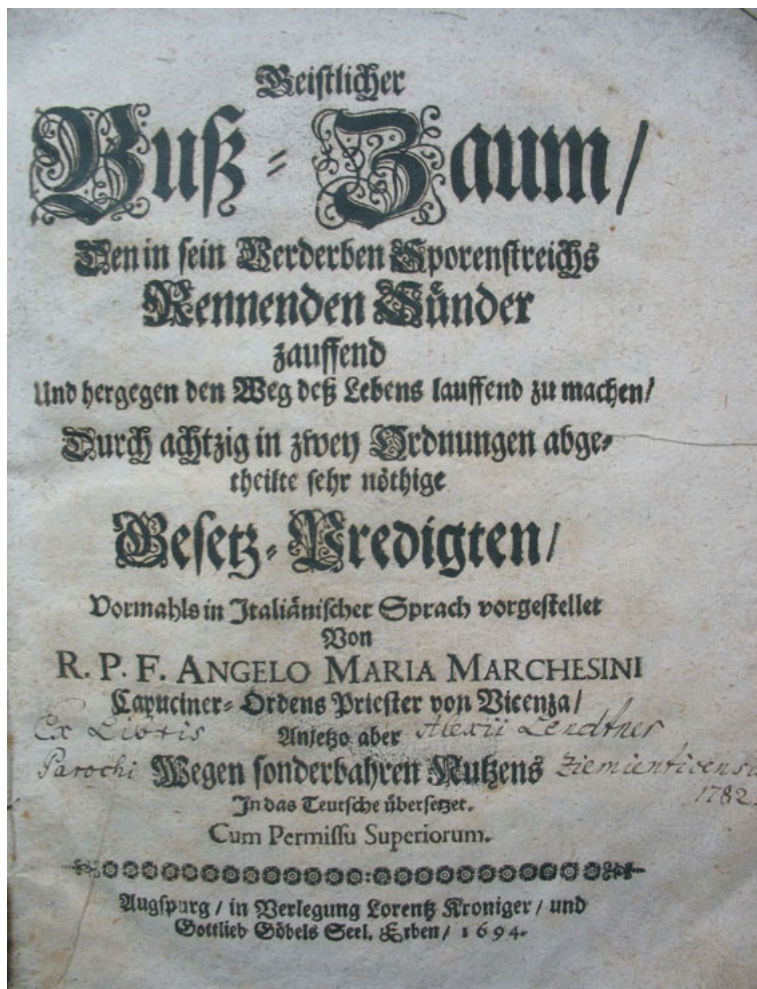 Geistlicher
Buß-Zaum/
Den in sein Verderben Sporenstreichs
Rennenden Sünder
zauffend
Und hergegen den Weg deß Lebens lauffend zu machen/
Durch achtzig in zwey Ordnungen abge-
theilte sehr nöthige
Gesetz-Predigten/
Vormahls in Italiänischer Sprach vorgestellet
Von
R. P. F. ANGELO MARIA MARCHESINI
Capuciner-Ordens Priester von Vicenza/
Ex Libris Anjetzo aber Alexii Lendtner
Parochi Wegen sonderbahren Nutzens
1782
In das Teutsche übersetzet.
Cum Permissu Superiorum.
Augspurg/ in Verlegung Lorentz Kroniger/ und
Gottlieb Göbels Seel. Erben/ 1694.